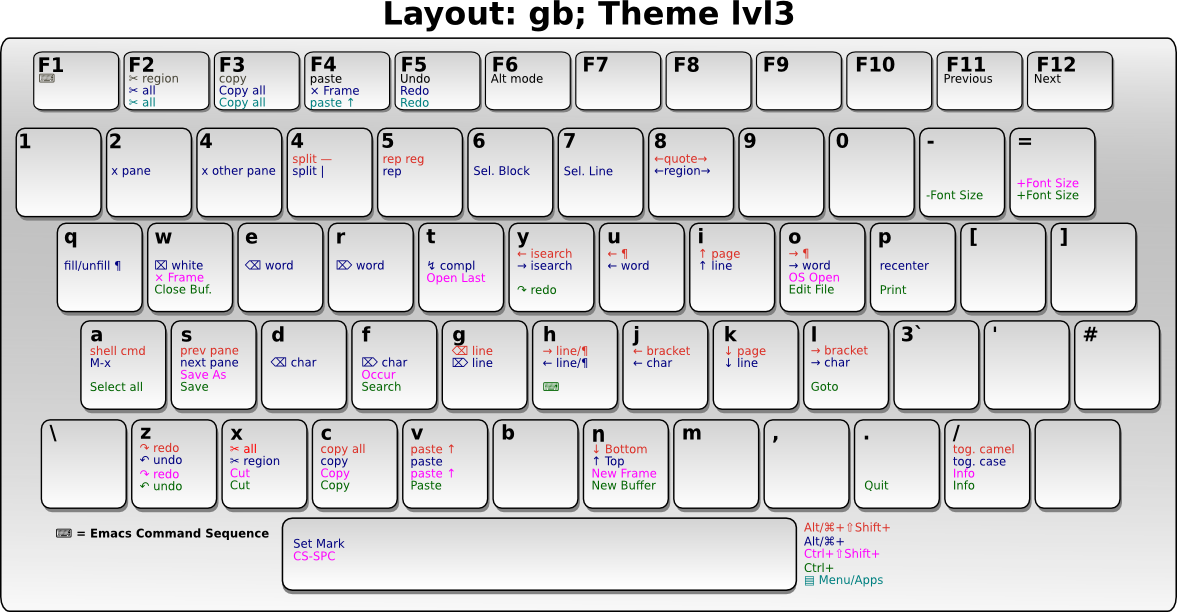 Layout: gb; Theme lvl3
F1
⌨
F2
✂ region
✂ all
✂ all
F3
copy
Copy all
Copy all
F4
paste
× Frame
paste ↑
F5
Undo
Redo
Redo
F6
Alt mode
F7
F8
F9
F10
F11
Previous
F12
Next
1
2
x pane
4
x other pane
4
split —
split |
5
rep reg
rep
6
Sel. Block
7
Sel. Line
8
←quote→
←region→
9
0
-
-Font Size
=
+Font Size
+Font Size
q
fill/unfill ¶
w
⌧ white
× Frame
Close Buf.
e
⌫ word
r
⌦ word
t
↯ compl
Open Last
y
← isearch
→ isearch
↷ redo
u
← ¶
← word
i
↑ page
↑ line
o
→ ¶
→ word
OS Open
Edit File
p
recenter
Print
[
]
a
shell cmd
M-x
Select all
s
prev pane
next pane
Save As
Save
d
⌫ char
f
⌦ char
Occur
Search
g
⌫ line
⌦ line
h
→ line/¶
← line/¶
⌨
j
← bracket
← char
k
↓ page
↓ line
l
→ bracket
→ char
Goto
3`
'
#
\
z
↷ redo
↶ undo
↷ redo
↶ undo
x
✂ all
✂ region
Cut
Cut
c
copy all
copy
Copy
Copy
v
paste ↑
paste
paste ↑
Paste
b
n
↓ Bottom
↑ Top
New Frame
New Buffer
m
,
.
Quit
/
tog. camel
tog. case
Info
Info
⌨ = Emacs Command Sequence
Set Mark
CS-SPC
Alt/⌘+⇧Shift+
Alt/⌘+
Ctrl+⇧Shift+
Ctrl+
▤ Menu/Apps